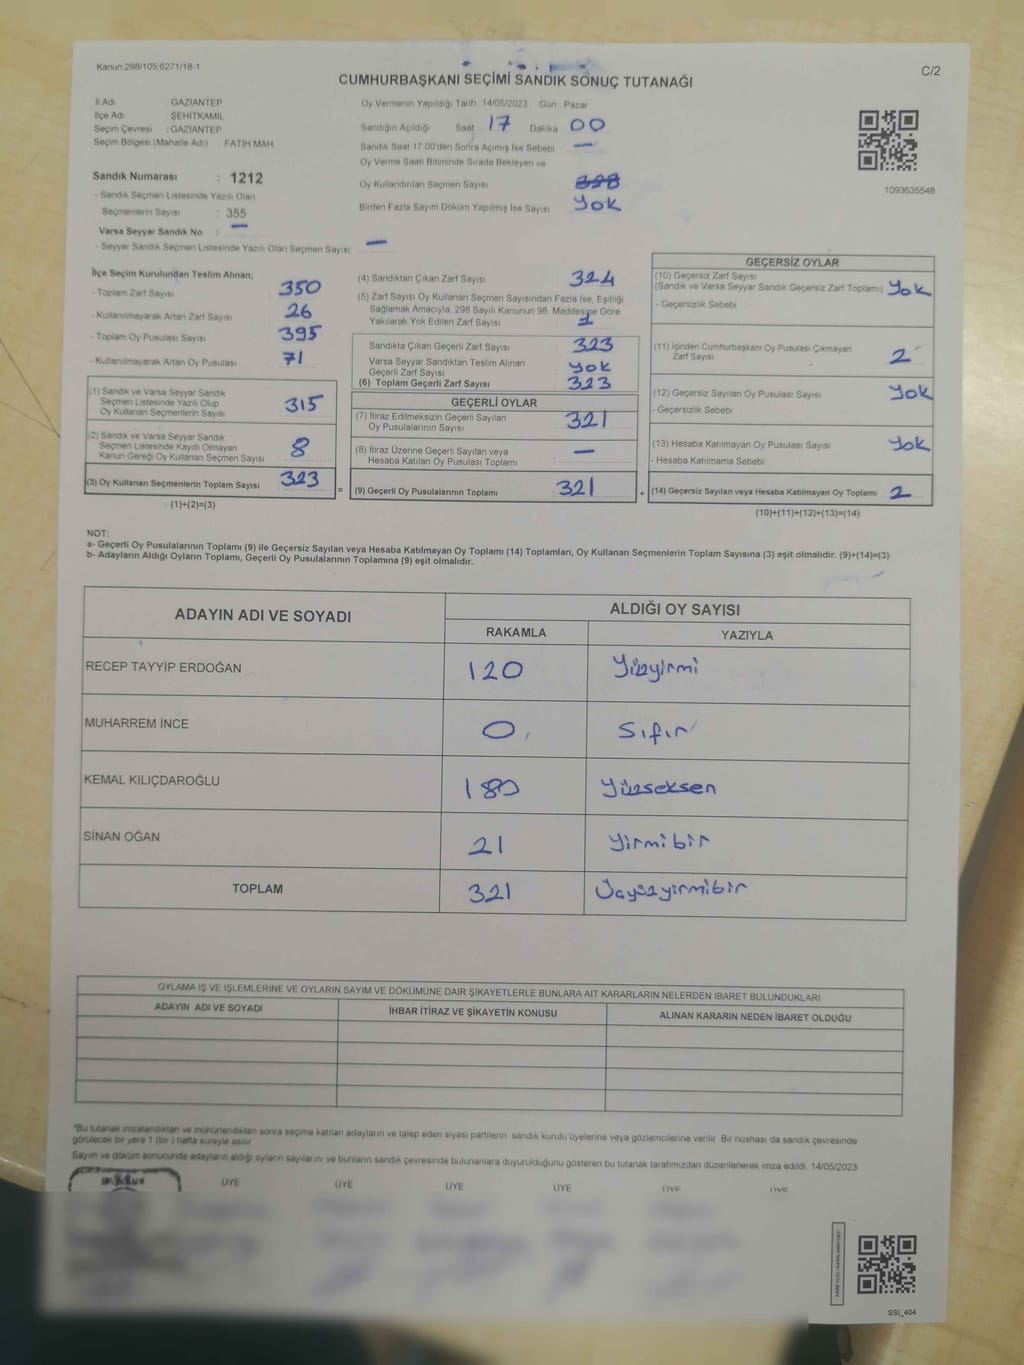 Kanun:298/105;6271/18-1
C/2
CUMHURBAŞKANI SEÇİMİ SANDIK SONUÇ TUTANAĞI
İl Adı GAZİANTEP
İlçe Adı ŞEHİTKAMİL
Seçim Çevresi : GAZİANTEP
Seçim Bölgesi (Mahalle Adı) FATİH MAH.
Sandık Numarası : 1212
- Sandık Seçmen Listesinde Yazılı Olan
Seçmenlerin Sayısı : 355
Varsa Seyyar Sandık No : —
- Seyyar Sandık Seçmen Listesinde Yazılı Olan Seçmen Sayısı —
Oy Vermenin Yapıldığı Tarih 14/05/2023 Gün Pazar
Sandığın Açıldığı Saat 17 Dakika 00
Sandık Saat 17:00'den Sonra Açılmış İse Sebebi —
Oy Verme Saati Bitiminde Sırada Bekleyen ve
Oy Kullandırılan Seçmen Sayısı
Birden Fazla Sayım Döküm Yapılmış İse Sayısı Yok
1093635548
İlçe Seçim Kurulundan Teslim Alınan;
- Toplam Zarf Sayısı 350
- Kullanılmayarak Artan Zarf Sayısı 26
- Toplam Oy Pusulası Sayısı 395
- Kullanılmayarak Artan Oy Pusulası 71
(1) Sandık ve Varsa Seyyar Sandık
Seçmen Listesinde Yazılı Olup
Oy Kullanan Seçmenlerin Sayısı 315
(2) Sandık ve Varsa Seyyar Sandık
Seçmen Listesinde Kayıtlı Olmayan
Kanun Gereği Oy Kullanan Seçmen Sayısı 8
(3) Oy Kullanan Seçmenlerin Toplam Sayısı 323
(1)+(2)=(3)
(4) Sandıktan Çıkan Zarf Sayısı 324
(5) Zarf Sayısı Oy Kullanan Seçmen Sayısından Fazla İse, Eşitliği
Sağlamak Amacıyla, 298 Sayılı Kanunun 98. Maddesine Göre
Yakılarak Yok Edilen Zarf Sayısı 1
Sandıkta Çıkan Geçerli Zarf Sayısı 323
Varsa Seyyar Sandıktan Teslim Alınan
Geçerli Zarf Sayısı Yok
(6) Toplam Geçerli Zarf Sayısı 323
GEÇERLİ OYLAR
(7) İtiraz Edilmeksizin Geçerli Sayılan
Oy Pusulalarının Sayısı 321
(8) İtiraz Üzerine Geçerli Sayılan veya
Hesaba Katılan Oy Pusulası Toplamı —
= (9) Geçerli Oy Pusulalarının Toplamı 321 +
GEÇERSİZ OYLAR
(10) Geçersiz Zarf Sayısı
(Sandık ve Varsa Seyyar Sandık Geçersiz Zarf Toplamı) Yok
- Geçersizlik Sebebi
(11) İçinden Cumhurbaşkanı Oy Pusulası Çıkmayan
Zarf Sayısı 2
(12) Geçersiz Sayılan Oy Pusulası Sayısı Yok
- Geçersizlik Sebebi
(13) Hesaba Katılmayan Oy Pusulası Sayısı Yok
- Hesaba Katılmama Sebebi
(14) Geçersiz Sayılan veya Hesaba Katılmayan Oy Toplamı 2
(10)+(11)+(12)+(13)=(14)
NOT:
a- Geçerli Oy Pusulalarının Toplamı (9) ile Geçersiz Sayılan veya Hesaba Katılmayan Oy Toplamı (14) Toplamları, Oy Kullanan Seçmenlerin Toplam Sayısına (3) eşit olmalıdır. (9)+(14)=(3)
b- Adayların Aldığı Oyların Toplamı, Geçerli Oy Pusulalarının Toplamına (9) eşit olmalıdır.
ADAYIN ADI VE SOYADI ALDIĞI OY SAYISI
RAKAMLA YAZIYLA
RECEP TAYYİP ERDOĞAN 120 Yüzyirmi
MUHARREM İNCE 0 Sıfır
KEMAL KILIÇDAROĞLU 180 Yüzseksen
SİNAN OĞAN 21 Yirmibir
TOPLAM 321 Üçyüzyirmibir
OYLAMA İŞ VE İŞLEMLERİNE VE OYLARIN SAYIM VE DÖKÜMÜNE DAİR ŞİKAYETLERLE BUNLARA AİT KARARLARIN NELERDEN İBARET BULUNDUKLARI
ADAYIN ADI VE SOYADI İHBAR İTİRAZ VE ŞİKAYETİN KONUSU ALINAN KARARIN NEDEN İBARET OLDUĞU
*Bu tutanak imzalandıktan ve mühürlendikten sonra seçime katılan adayların ve talep eden siyasi partilerin sandık kurulu üyelerine veya gözlemcilerine verilir. Bir nüshası da sandık çevresinde
görülecek bir yere 1 (bir) hafta süreyle asılır.
Sayım ve döküm sonucunda adayların aldığı oyların sayılarını ve bunların sandık çevresinde bulunanlara duyurulduğunu gösteren bu tutanak tarafımızdan düzenlenerek imza edildi. 14/05/2023
ÜYE ÜYE ÜYE ÜYE ÜYE ÜYE
SSİ_404